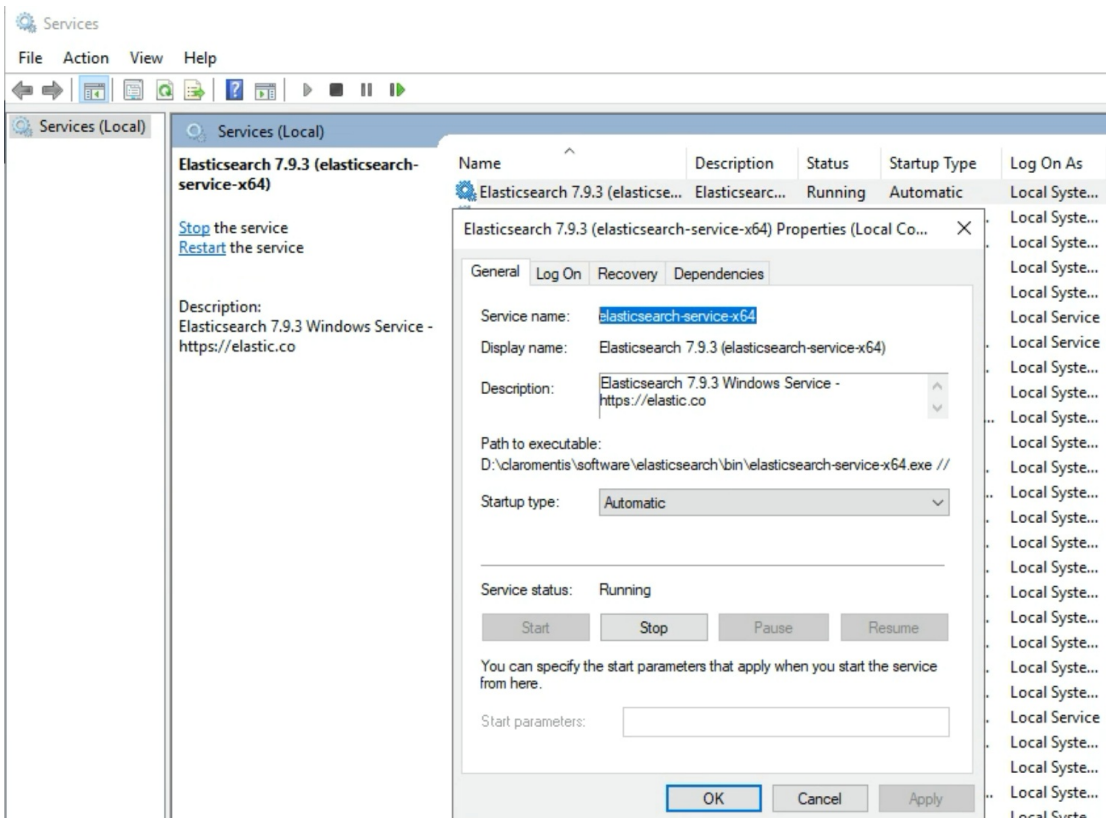 Services
File Action View Help
Services (Local)
Services (Local)
Elasticsearch 7.9.3 (elasticsearch-
service-x64)
Stop the service
Restart the service
Description:
Elasticsearch 7.9.3 Windows Service -
https://elastic.co
Name Description Status Startup Type Log On As
Elasticsearch 7.9.3 (elasticse... Elasticsearc... Running Automatic Local Syste...
Elasticsearch 7.9.3 (elasticsearch-service-x64) Properties (Local Co...
General Log On Recovery Dependencies
Service name: elasticsearch-service-x64
Display name: Elasticsearch 7.9.3 (elasticsearch-service-x64)
Description: Elasticsearch 7.9.3 Windows Service -
https://elastic.co
Path to executable:
D:\claromentis\software\elasticsearch\bin\elasticsearch-service-x64.exe //
Startup type: Automatic
Service status: Running
Start Stop Pause Resume
You can specify the start parameters that apply when you start the service
from here.
Start parameters:
OK Cancel Apply
Local Syste...
Local Syste...
Local Syste...
Local Syste...
Local Service
Local Service
Local Syste...
Local Syste...
Local Syste...
Local Syste...
Local Syste...
Local Syste...
Local Syste...
Local Syste...
Local Syste...
Local Syste...
Local Syste...
Local Syste...
Local Syste...
Local Syste...
Local Service
Local Syste...
Local Syste...
Local Syste...
Local Syste...